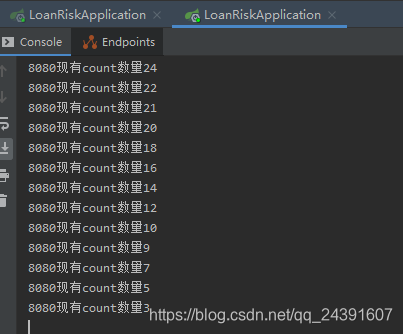 LoanRiskApplication × LoanRiskApplication ×
Console Endpoints
8080现有count数量24
8080现有count数量22
8080现有count数量21
8080现有count数量20
8080现有count数量18
8080现有count数量16
8080现有count数量14
8080现有count数量12
8080现有count数量10
8080现有count数量9
8080现有count数量7
8080现有count数量5
8080现有count数量3
https://blog.csdn.net/qq_24391607